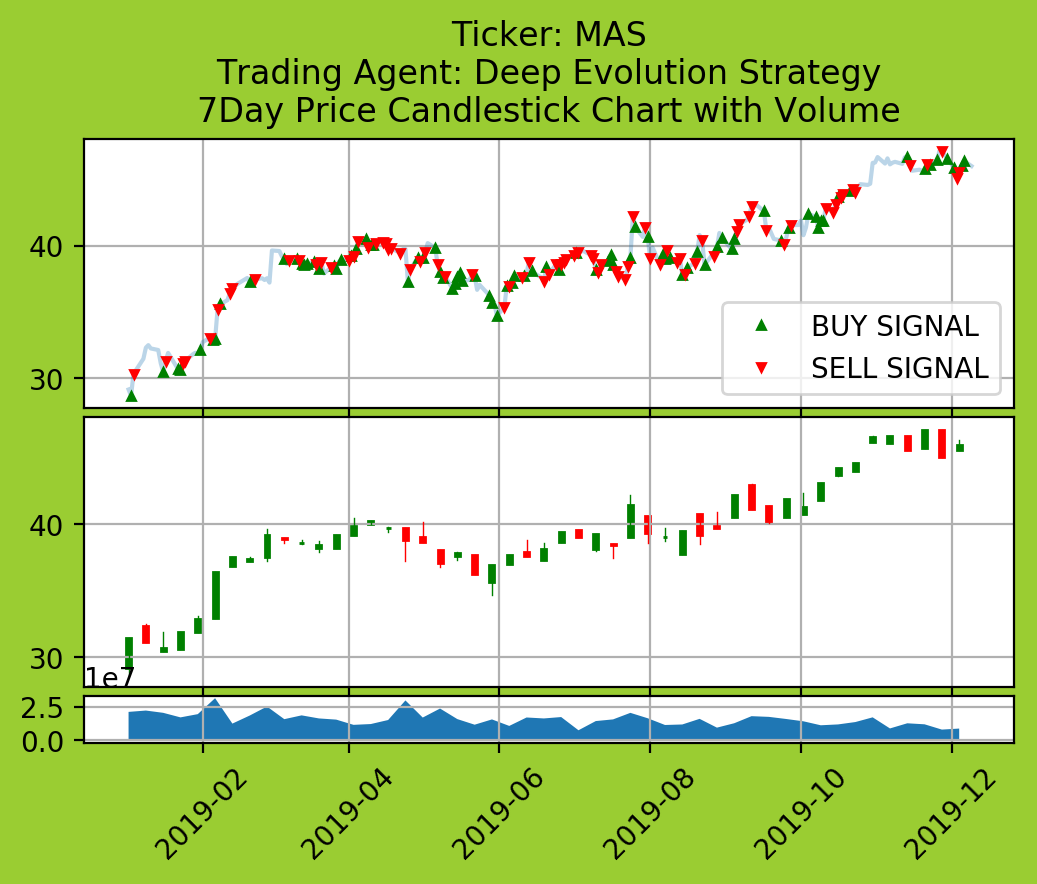 Ticker: MAS
Trading Agent: Deep Evolution Strategy
7Day Price Candlestick Chart with Volume
40
30
BUY SIGNAL
SELL SIGNAL
40
30
1e7
2.5
0.0
2019-02
2019-04
2019-06
2019-08
2019-10
2019-12